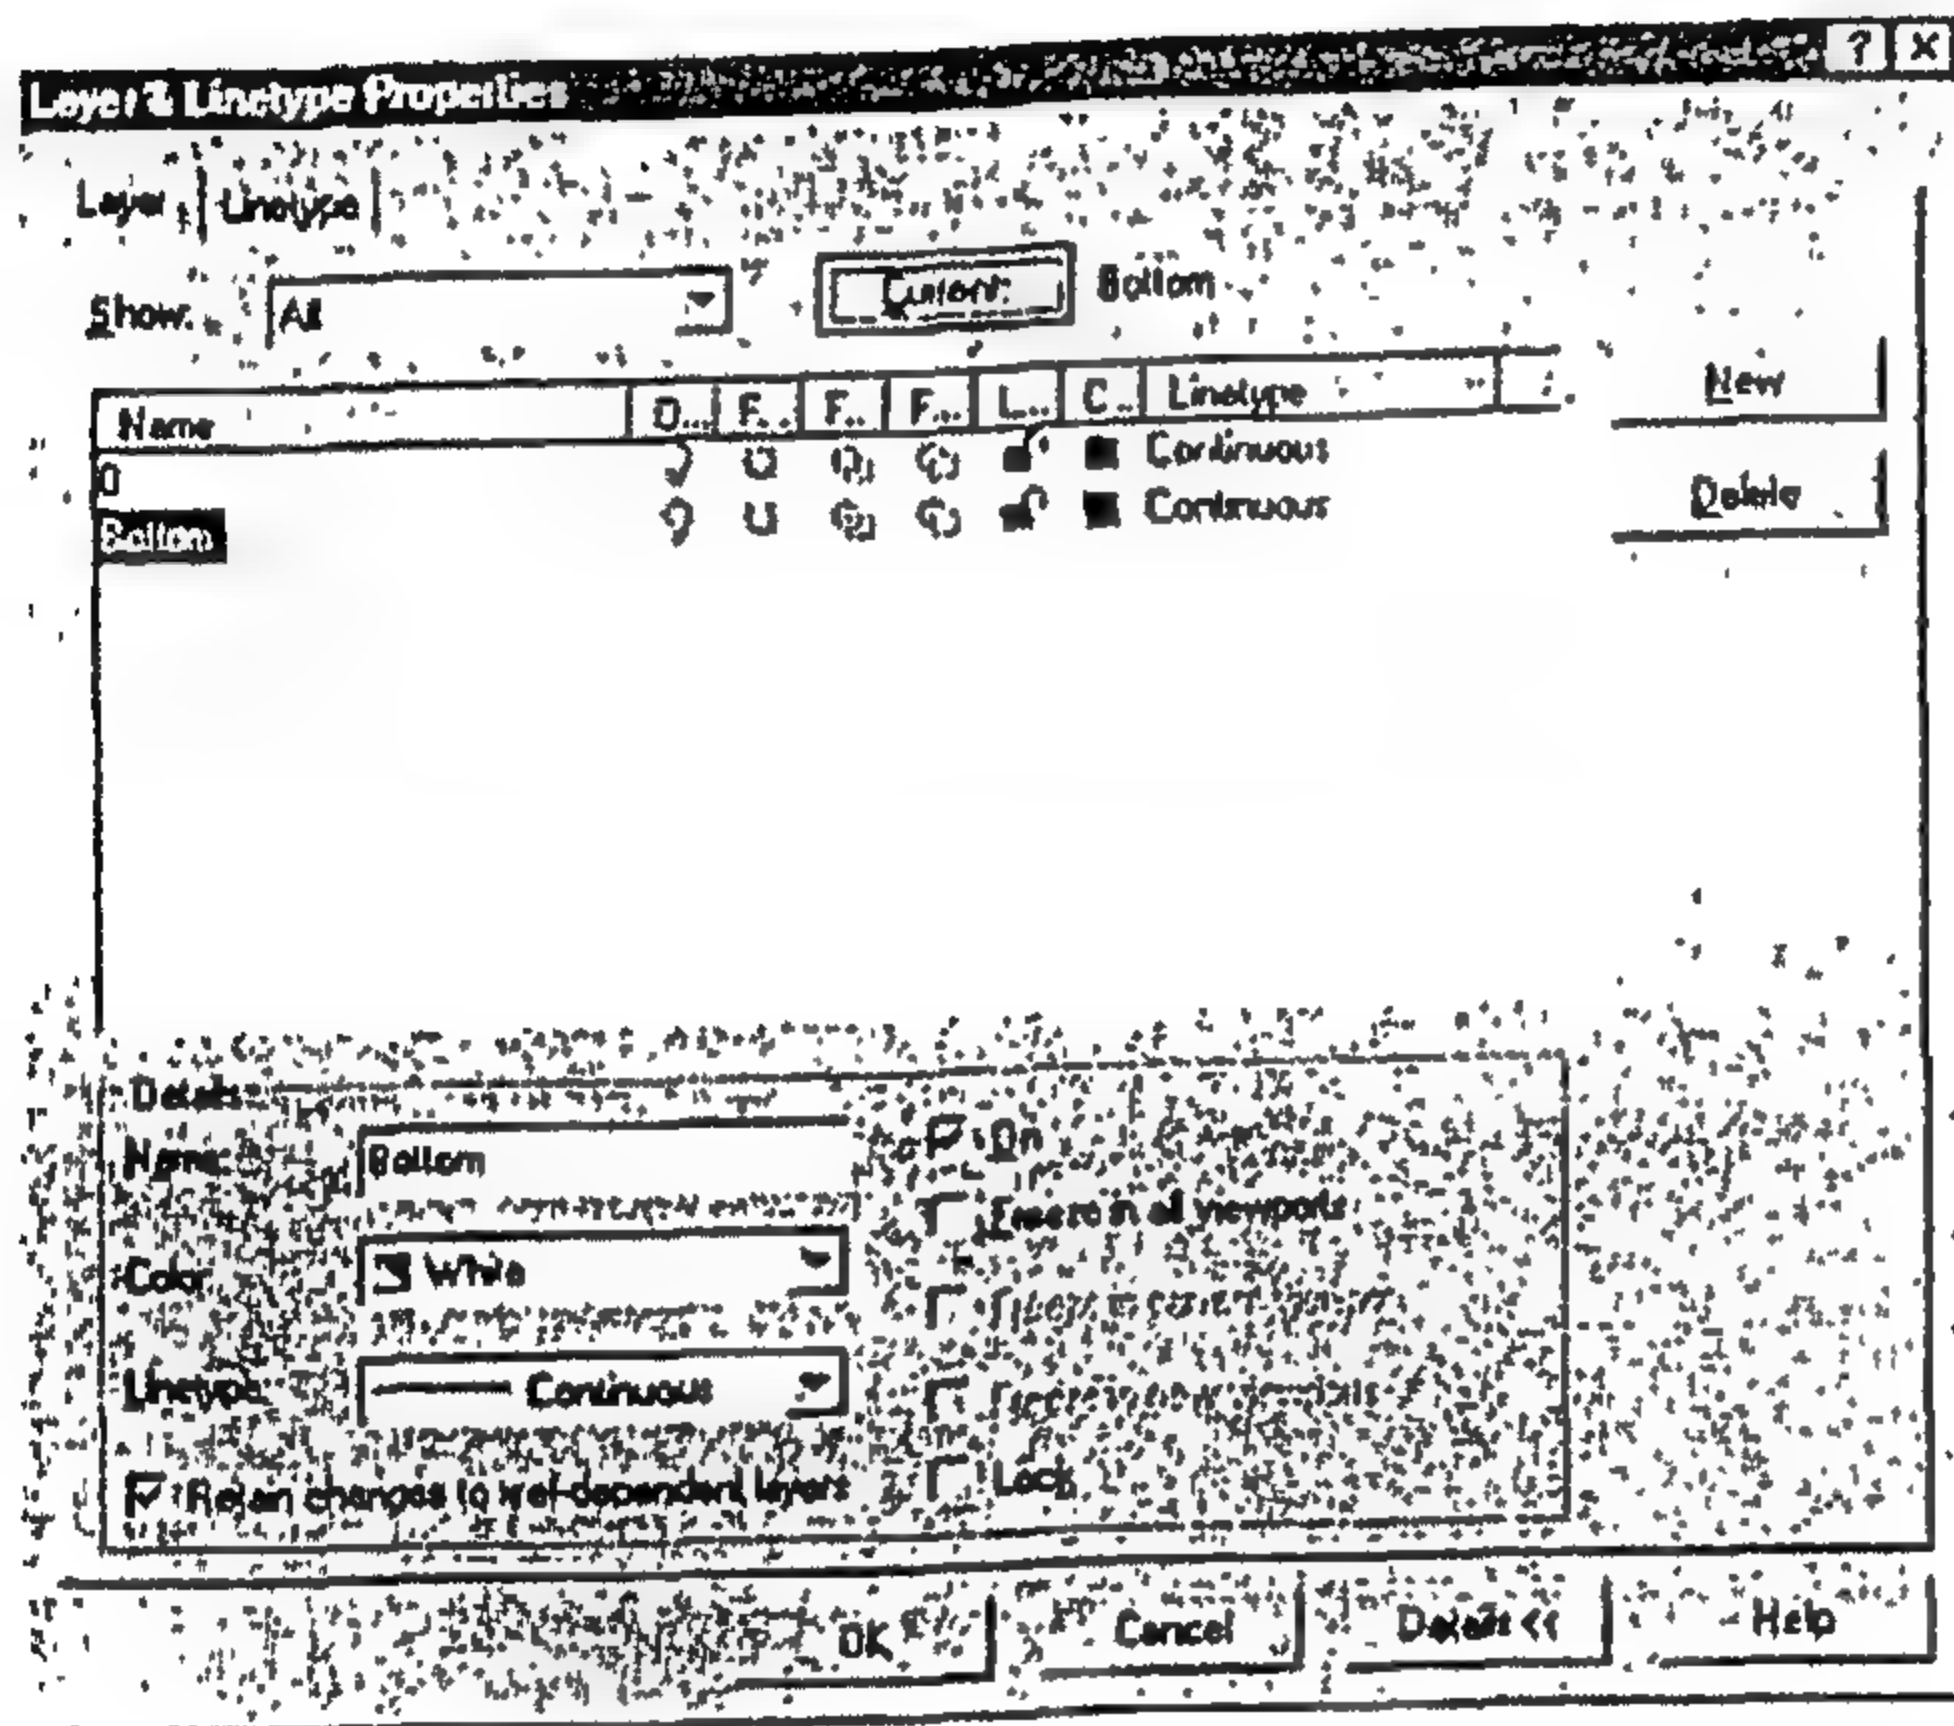 Layer & Linetype Properties ? X
Layer Linetype
Show: All Current: Bottom
Name O... F... F... F... L... C... Linetype
New
0 Continuous
Delete
Bottom Continuous
Details
Name: Bottom On
Freeze in all viewports
Color: White
Linetype: Continuous
Retain changes to xref-dependent layers Lock
OK Cancel Details << Help